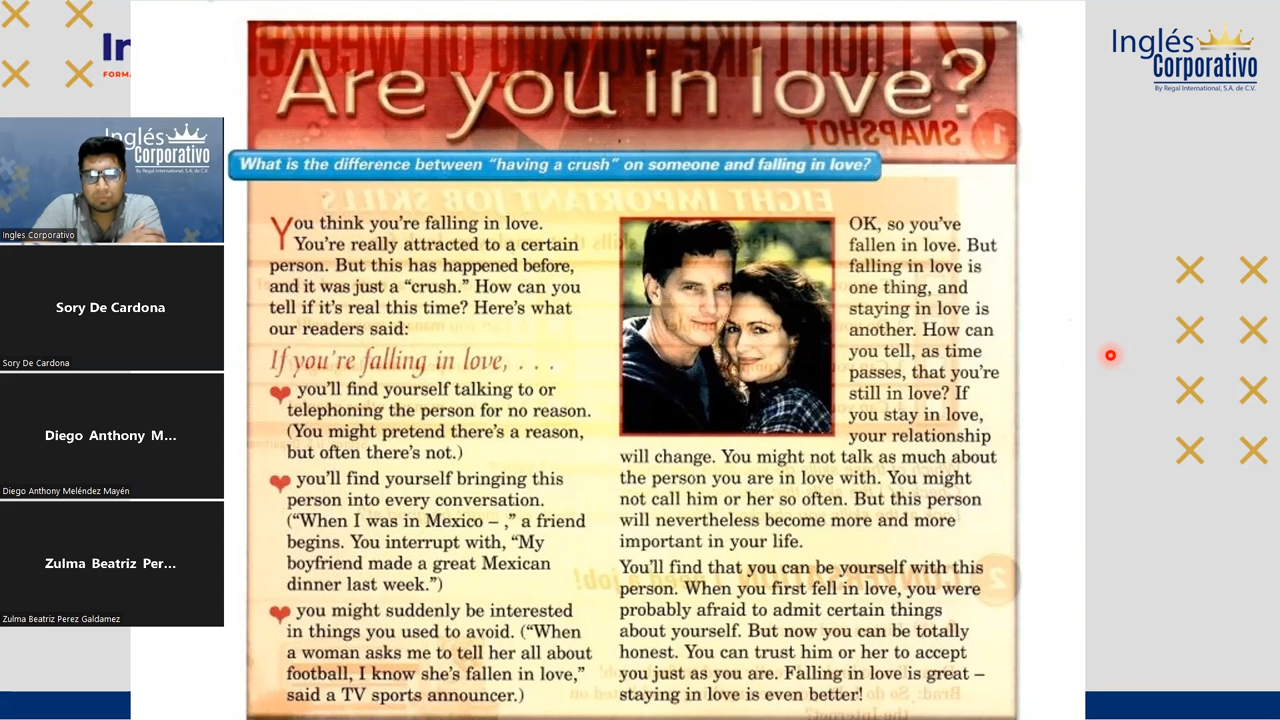 In
FORMA
Inglés
Corporativo
By Regal International, S.A. de C.V.
Inglés
Corporativo
By Regal International, S.A. de C.V.
Ingles Corporativo
Sory De Cardona
Sory De Cardona
Diego Anthony M...
Diego Anthony Meléndez Mayén
Zulma Beatriz Per...
Zulma Beatriz Perez Galdamez
Are you in love?
1 SNAPSHOT
What is the difference between “having a crush” on someone and falling in love?
EIGHT IMPORTANT JOB SKILLS
You think you’re falling in love.
You’re really attracted to a certain
person. But this has happened before,
and it was just a “crush.” How can you
tell if it’s real this time? Here’s what
our readers said:
If you’re falling in love, . . .
you’ll find yourself talking to or
telephoning the person for no reason.
(You might pretend there’s a reason,
but often there’s not.)
you’ll find yourself bringing this
person into every conversation.
(“When I was in Mexico – ,” a friend
begins. You interrupt with, “My
boyfriend made a great Mexican
dinner last week.”)
you might suddenly be interested
in things you used to avoid. (“When
a woman asks me to tell her all about
football, I know she’s fallen in love,”
said a TV sports announcer.)
OK, so you’ve
fallen in love. But
falling in love is
one thing, and
staying in love is
another. How can
you tell, as time
passes, that you’re
still in love? If
you stay in love,
your relationship
will change. You might not talk as much about
the person you are in love with. You might
not call him or her so often. But this person
will nevertheless become more and more
important in your life.
You’ll find that you can be yourself with this
person. When you first fell in love, you were
probably afraid to admit certain things
about yourself. But now you can be totally
honest. You can trust him or her to accept
you just as you are. Falling in love is great –
staying in love is even better!